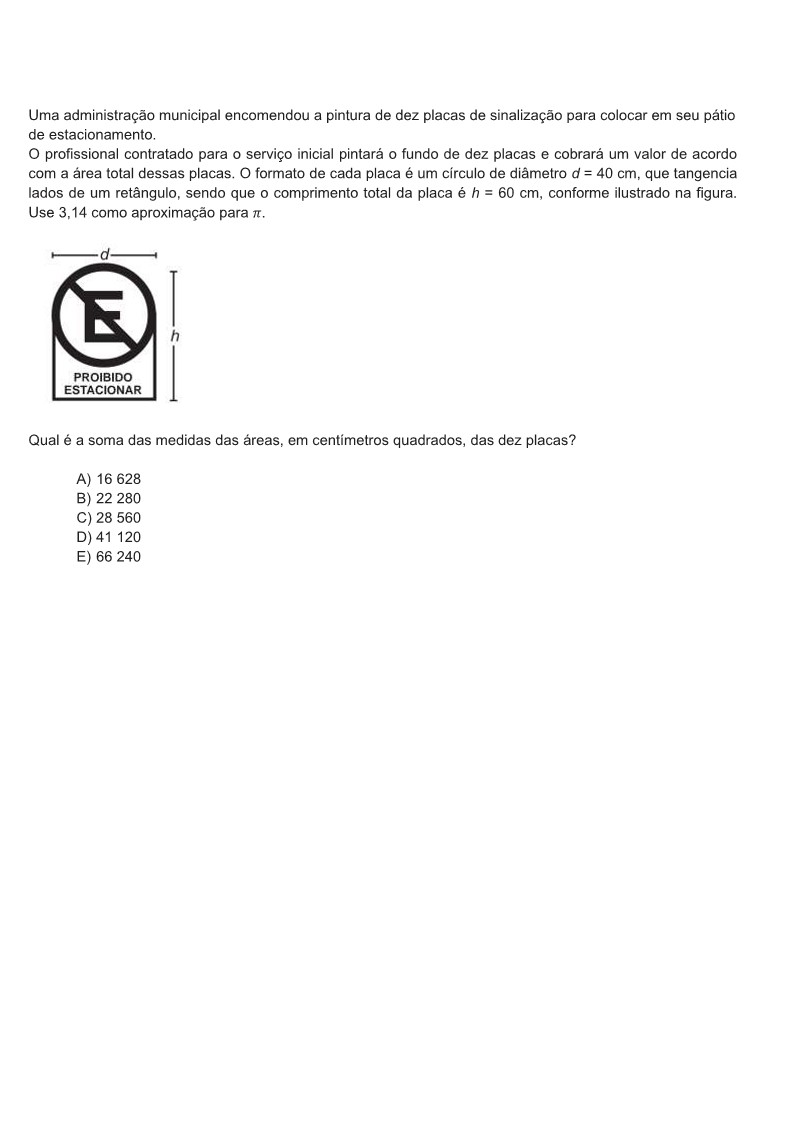 Uma administração municipal encomendou a pintura de dez placas de sinalização para colocar em seu pátio
de estacionamento.
O profissional contratado para o serviço inicial pintará o fundo de dez placas e cobrará um valor de acordo
com a área total dessas placas. O formato de cada placa é um círculo de diâmetro d = 40 cm, que tangencia
lados de um retângulo, sendo que o comprimento total da placa é h = 60 cm, conforme ilustrado na figura.
Use 3,14 como aproximação para π.
d
E
h
PROIBIDO
ESTACIONAR
Qual é a soma das medidas das áreas, em centímetros quadrados, das dez placas?
A) 16 628
B) 22 280
C) 28 560
D) 41 120
E) 66 240